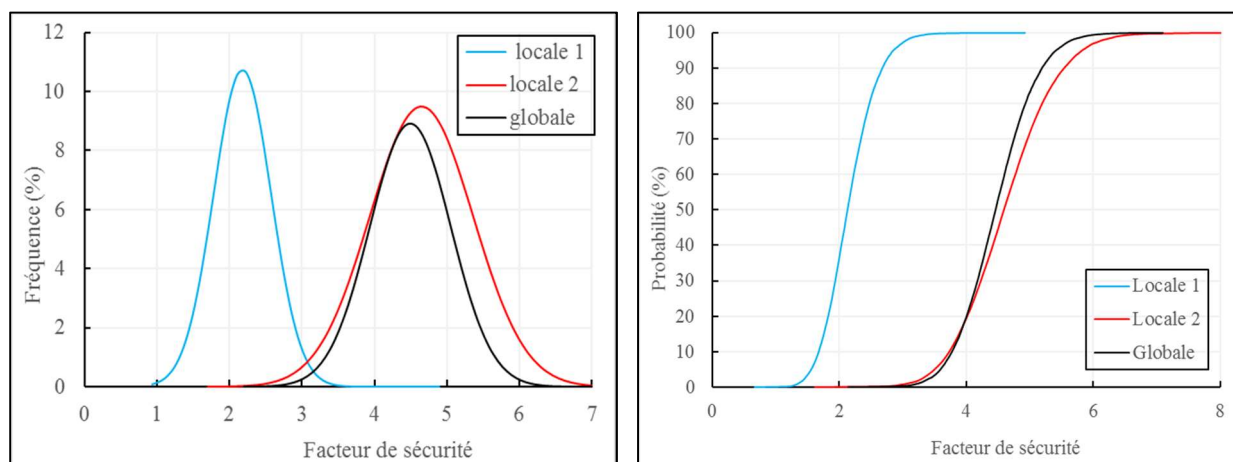 12
10
8
6
4
2
0
Fréquence (%)
locale 1
locale 2
globale
0 1 2 3 4 5 6 7
Facteur de sécurité
100
90
80
70
60
50
40
30
20
10
0
Probabilité (%)
Locale 1
Locale 2
Globale
0 2 4 6 8
Facteur de sécurité